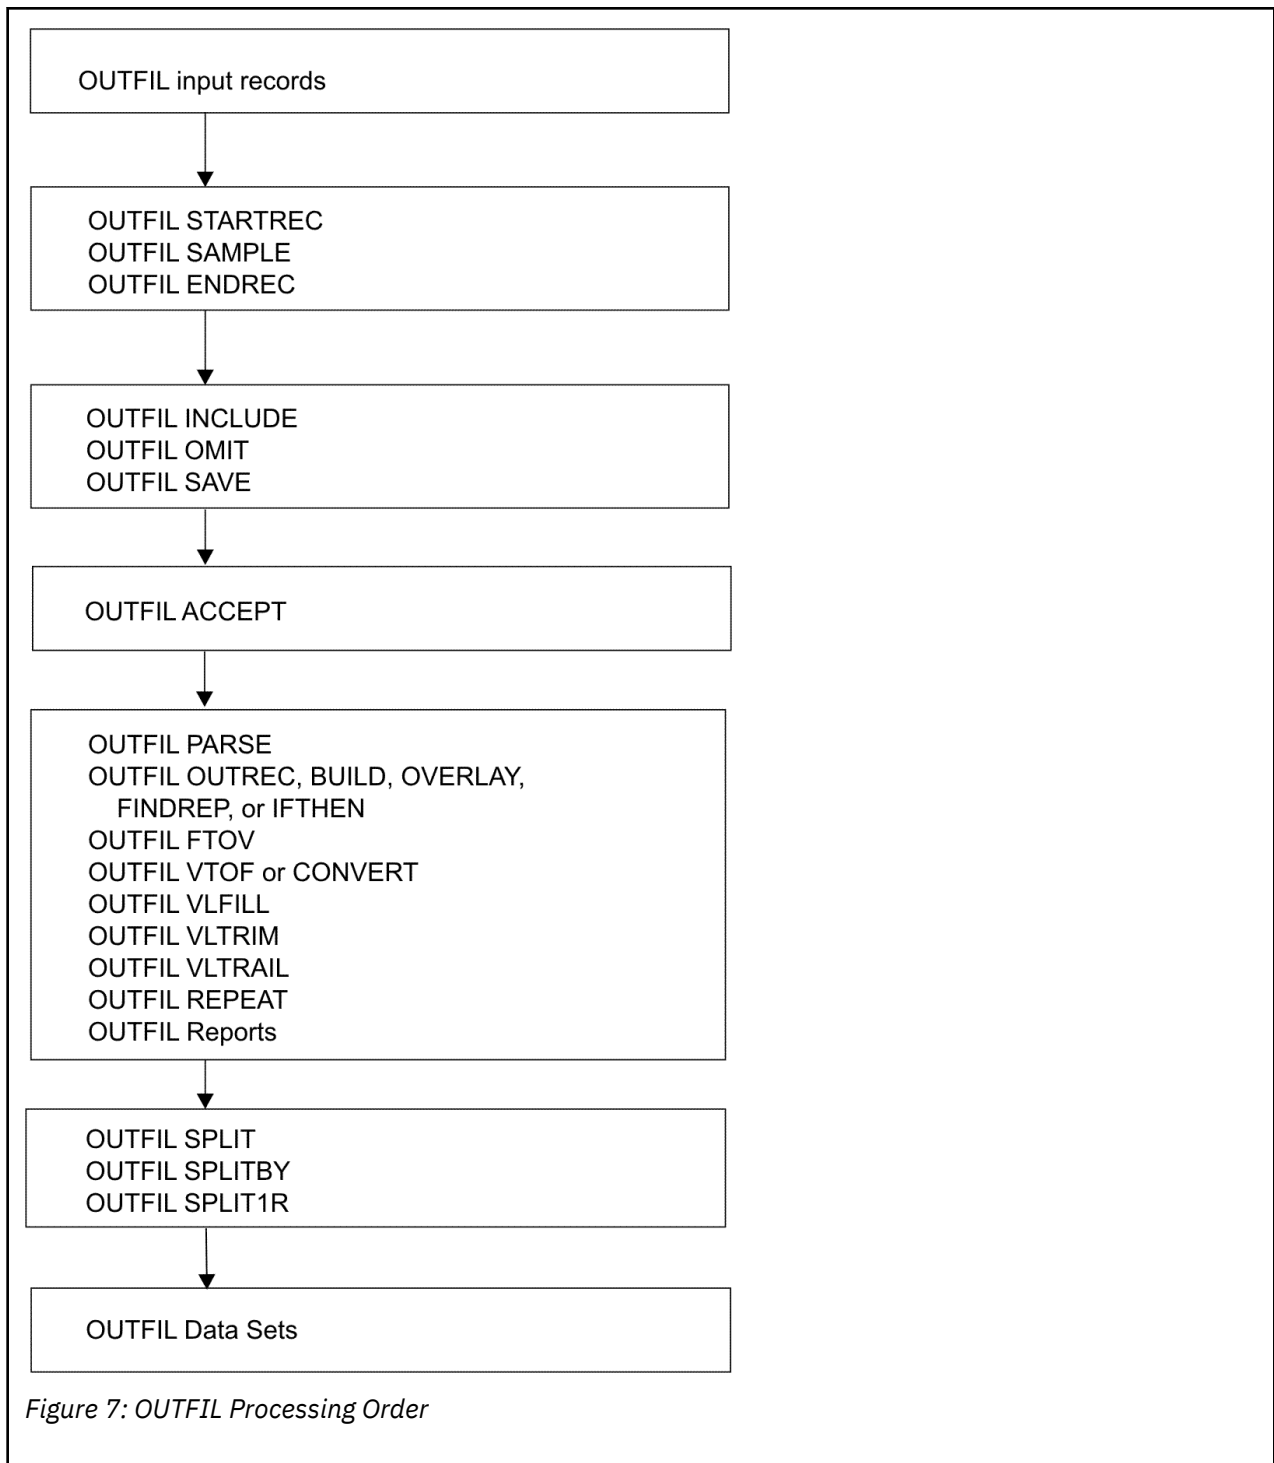 OUTFIL input records
OUTFIL STARTREC
OUTFIL SAMPLE
OUTFIL ENDREC
OUTFIL INCLUDE
OUTFIL OMIT
OUTFIL SAVE
OUTFIL ACCEPT
OUTFIL PARSE
OUTFIL OUTREC, BUILD, OVERLAY,
FINDREP, or IFTHEN
OUTFIL FTOV
OUTFIL VTOF or CONVERT
OUTFIL VLFILL
OUTFIL VLTRIM
OUTFIL VLTRAIL
OUTFIL REPEAT
OUTFIL Reports
OUTFIL SPLIT
OUTFIL SPLITBY
OUTFIL SPLIT1R
OUTFIL Data Sets
Figure 7: OUTFIL Processing Order